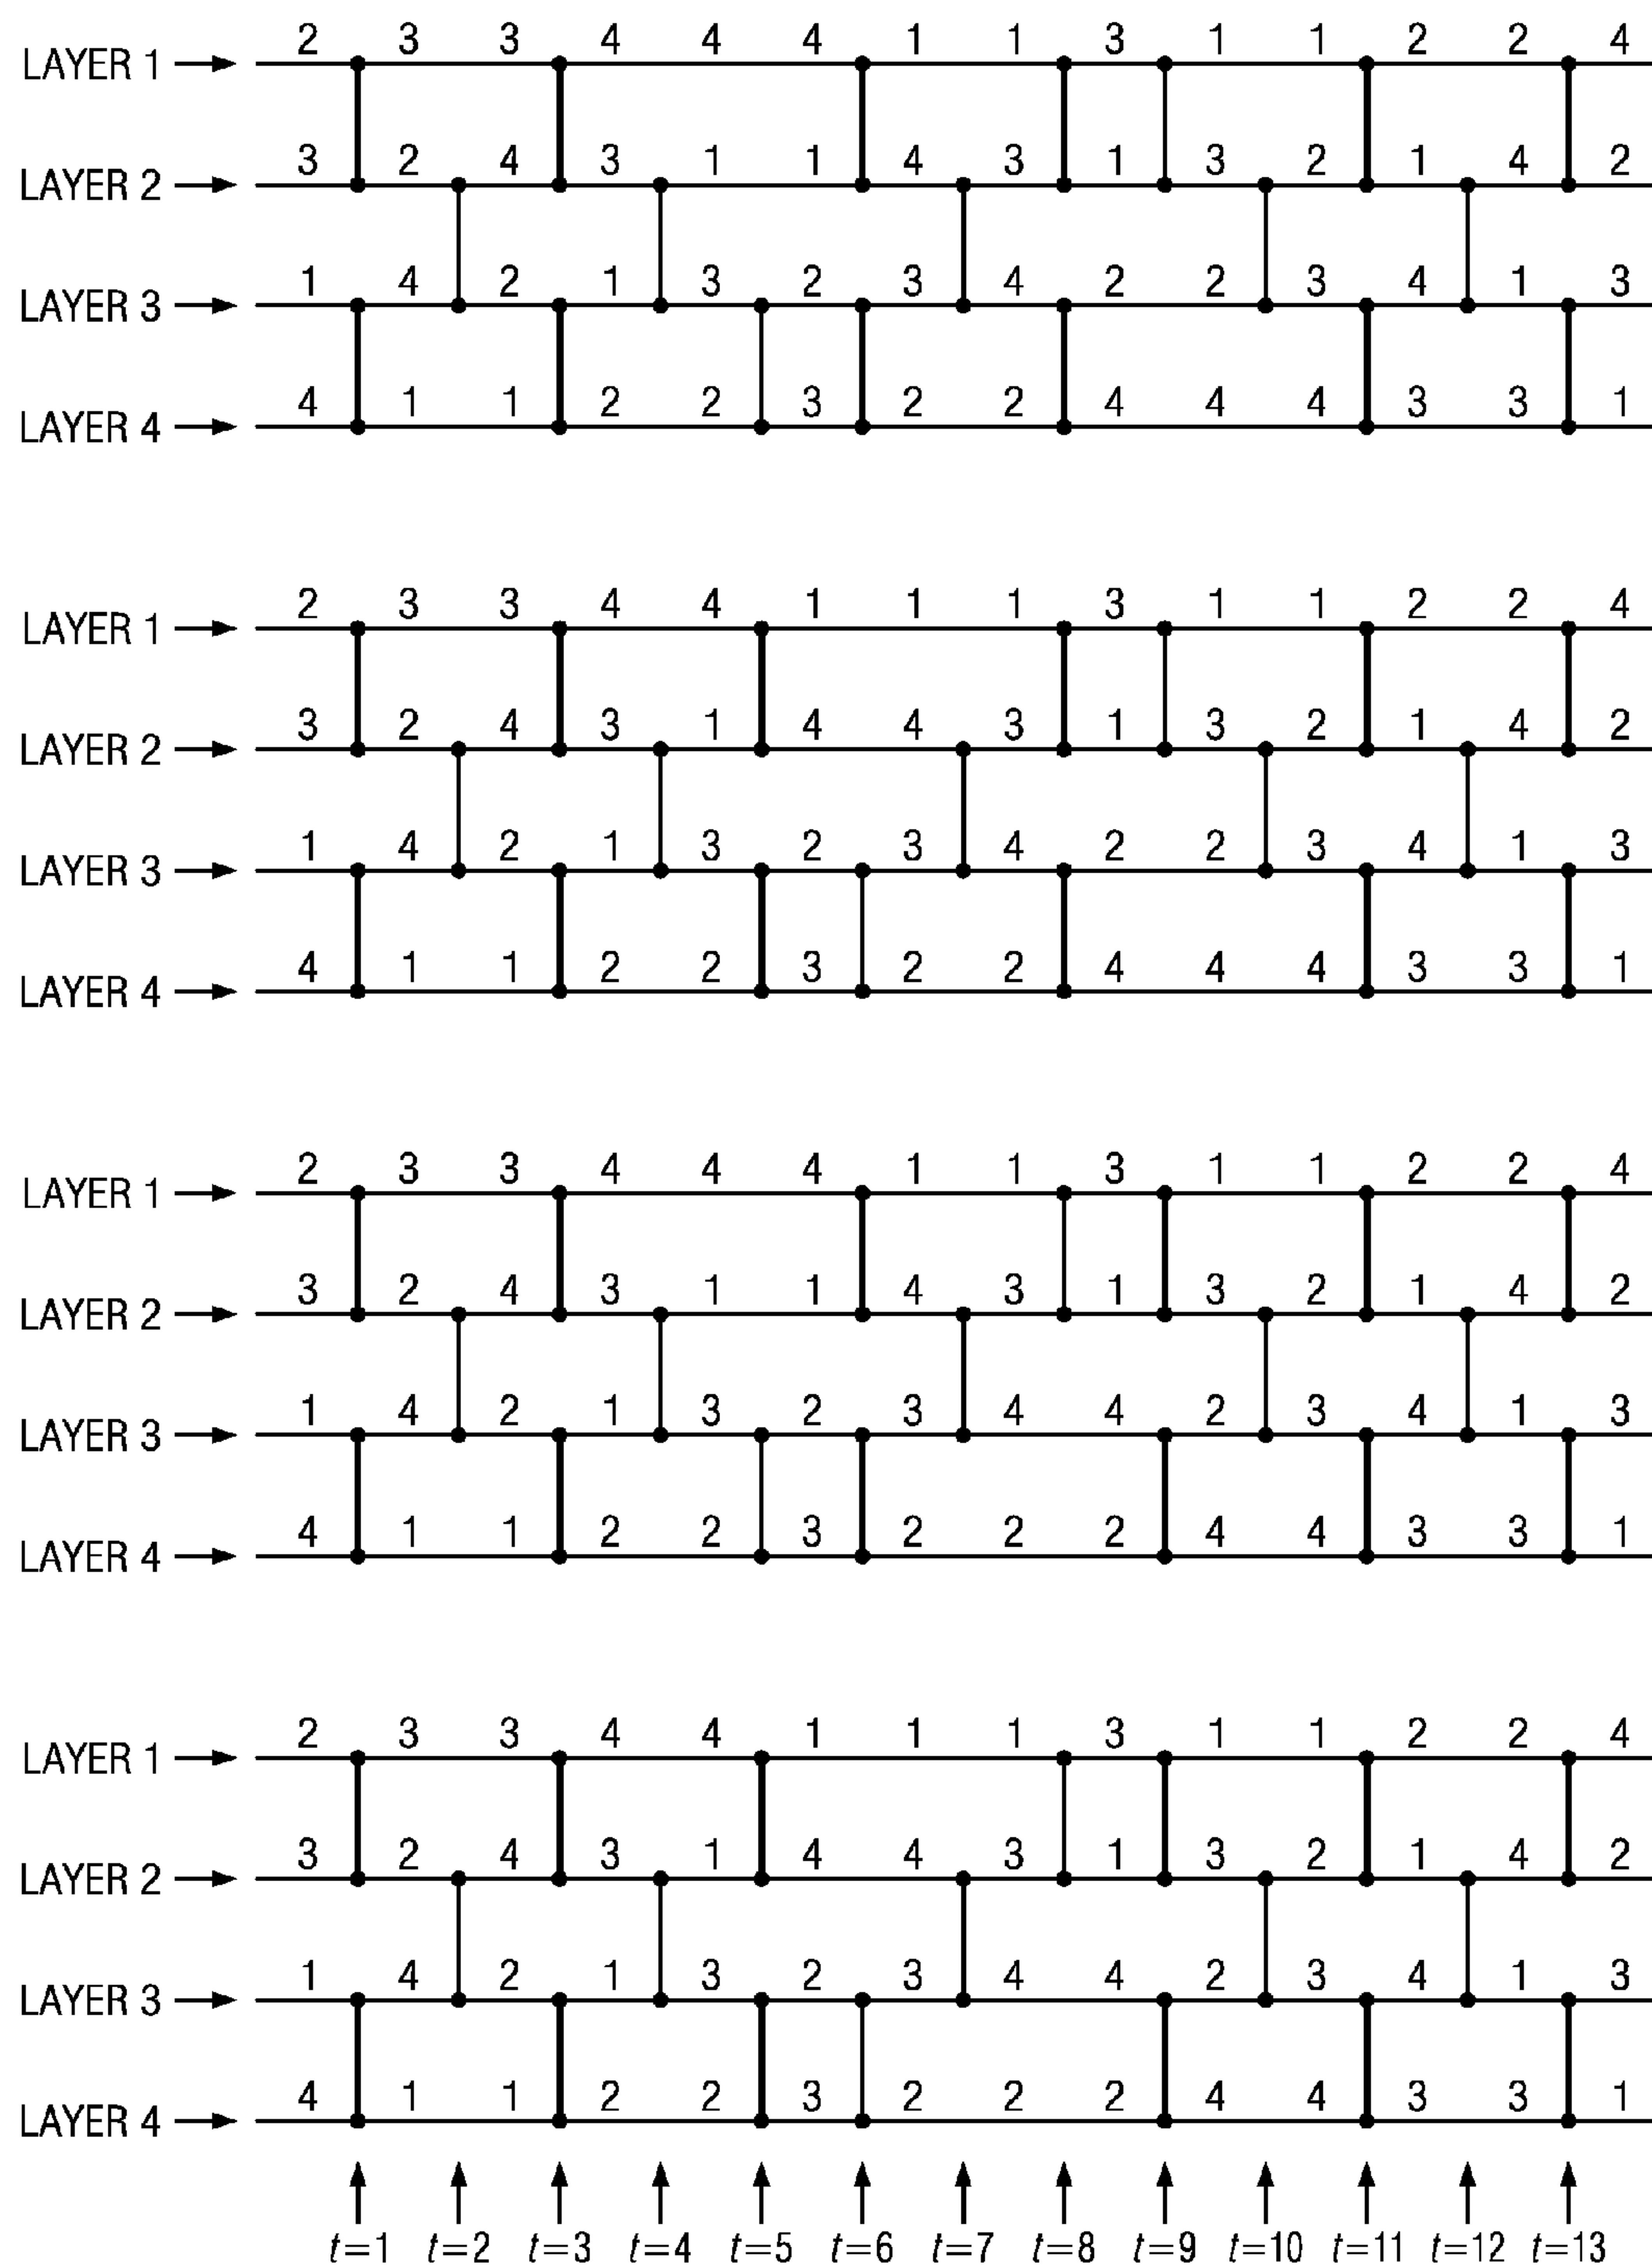 2 3 3 4 4 4 1 1 3 1 1 2 2 4
LAYER 1
3 2 4 3 1 1 4 3 1 3 2 1 4 2
LAYER 2
1 4 2 1 3 2 3 4 2 2 3 4 1 3
LAYER 3
4 1 1 2 2 3 2 2 4 4 4 3 3 1
LAYER 4
2 3 3 4 4 1 1 1 3 1 1 2 2 4
LAYER 1
3 2 4 3 1 4 4 3 1 3 2 1 4 2
LAYER 2
1 4 2 1 3 2 3 4 2 2 3 4 1 3
LAYER 3
4 1 1 2 2 3 2 2 4 4 4 3 3 1
LAYER 4
2 3 3 4 4 4 1 1 3 1 1 2 2 4
LAYER 1
3 2 4 3 1 1 4 3 1 3 2 1 4 2
LAYER 2
1 4 2 1 3 2 3 4 4 2 3 4 1 3
LAYER 3
4 1 1 2 2 3 2 2 2 4 4 3 3 1
LAYER 4
2 3 3 4 4 1 1 1 3 1 1 2 2 4
LAYER 1
3 2 4 3 1 4 4 3 1 3 2 1 4 2
LAYER 2
1 4 2 1 3 2 3 4 4 2 3 4 1 3
LAYER 3
4 1 1 2 2 3 2 2 2 4 4 3 3 1
LAYER 4
t=1 t=2 t=3 t=4 t=5 t=6 t=7 t=8 t=9 t=10 t=11 t=12 t=13